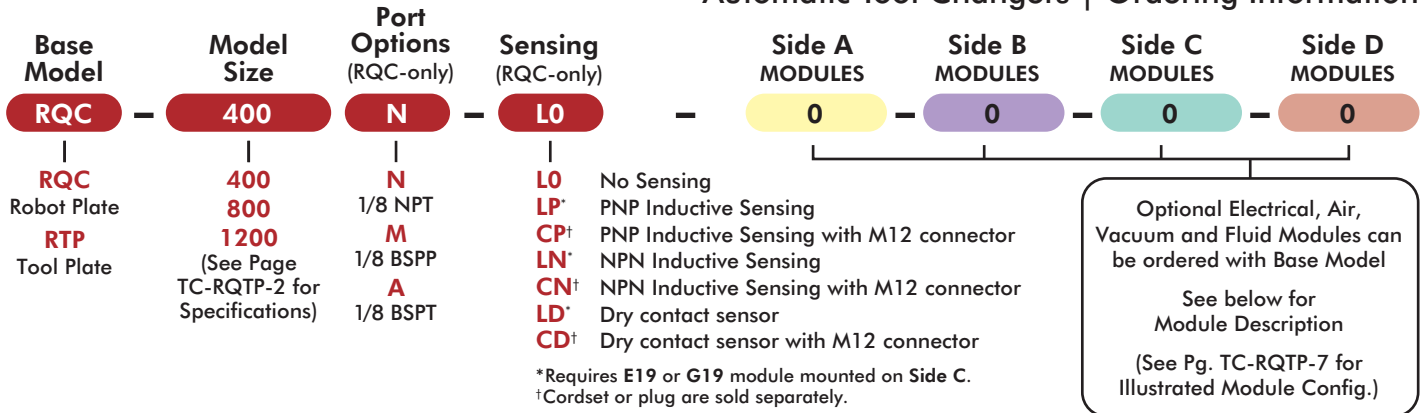 Automatic Tool Changers | Ordering Information
Base
Model
Model
Size
Port
Options
(RQC-only)
Sensing
(RQC-only)
Side A
MODULES
Side B
MODULES
Side C
MODULES
Side D
MODULES
RQC – 400 N – L0 – 0 – 0 – 0 – 0
RQC
Robot Plate
RTP
Tool Plate
400
800
1200
(See Page
TC-RQTP-2 for
Specifications)
N
1/8 NPT
M
1/8 BSPP
A
1/8 BSPT
L0 No Sensing
LP* PNP Inductive Sensing
CP† PNP Inductive Sensing with M12 connector
LN* NPN Inductive Sensing
CN† NPN Inductive Sensing with M12 connector
LD* Dry contact sensor
CD† Dry contact sensor with M12 connector
*Requires E19 or G19 module mounted on Side C.
†Cordset or plug are sold separately.
Optional Electrical, Air,
Vacuum and Fluid Modules can
be ordered with Base Model
See below for
Module Description
(See Pg. TC-RQTP-7 for
Illustrated Module Config.)